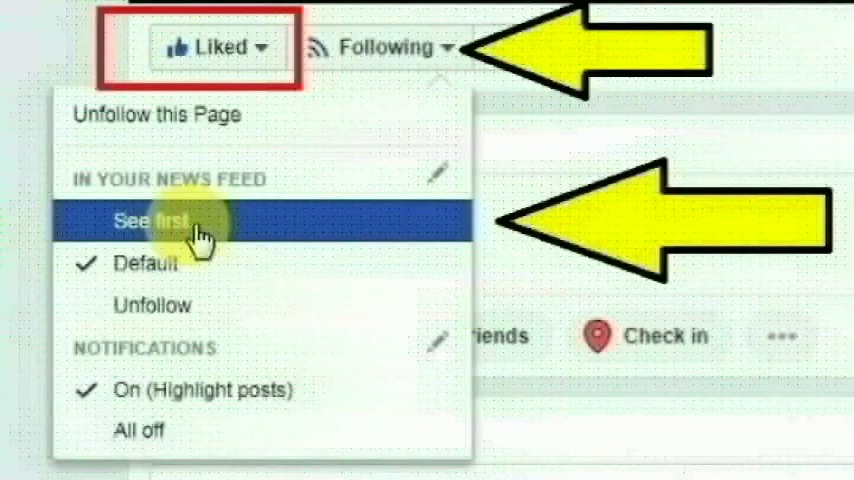 Liked Following
Unfollow this Page
IN YOUR NEWS FEED
See first
Default
Unfollow
riends Check in
NOTIFICATIONS
On (Highlight posts)
All off